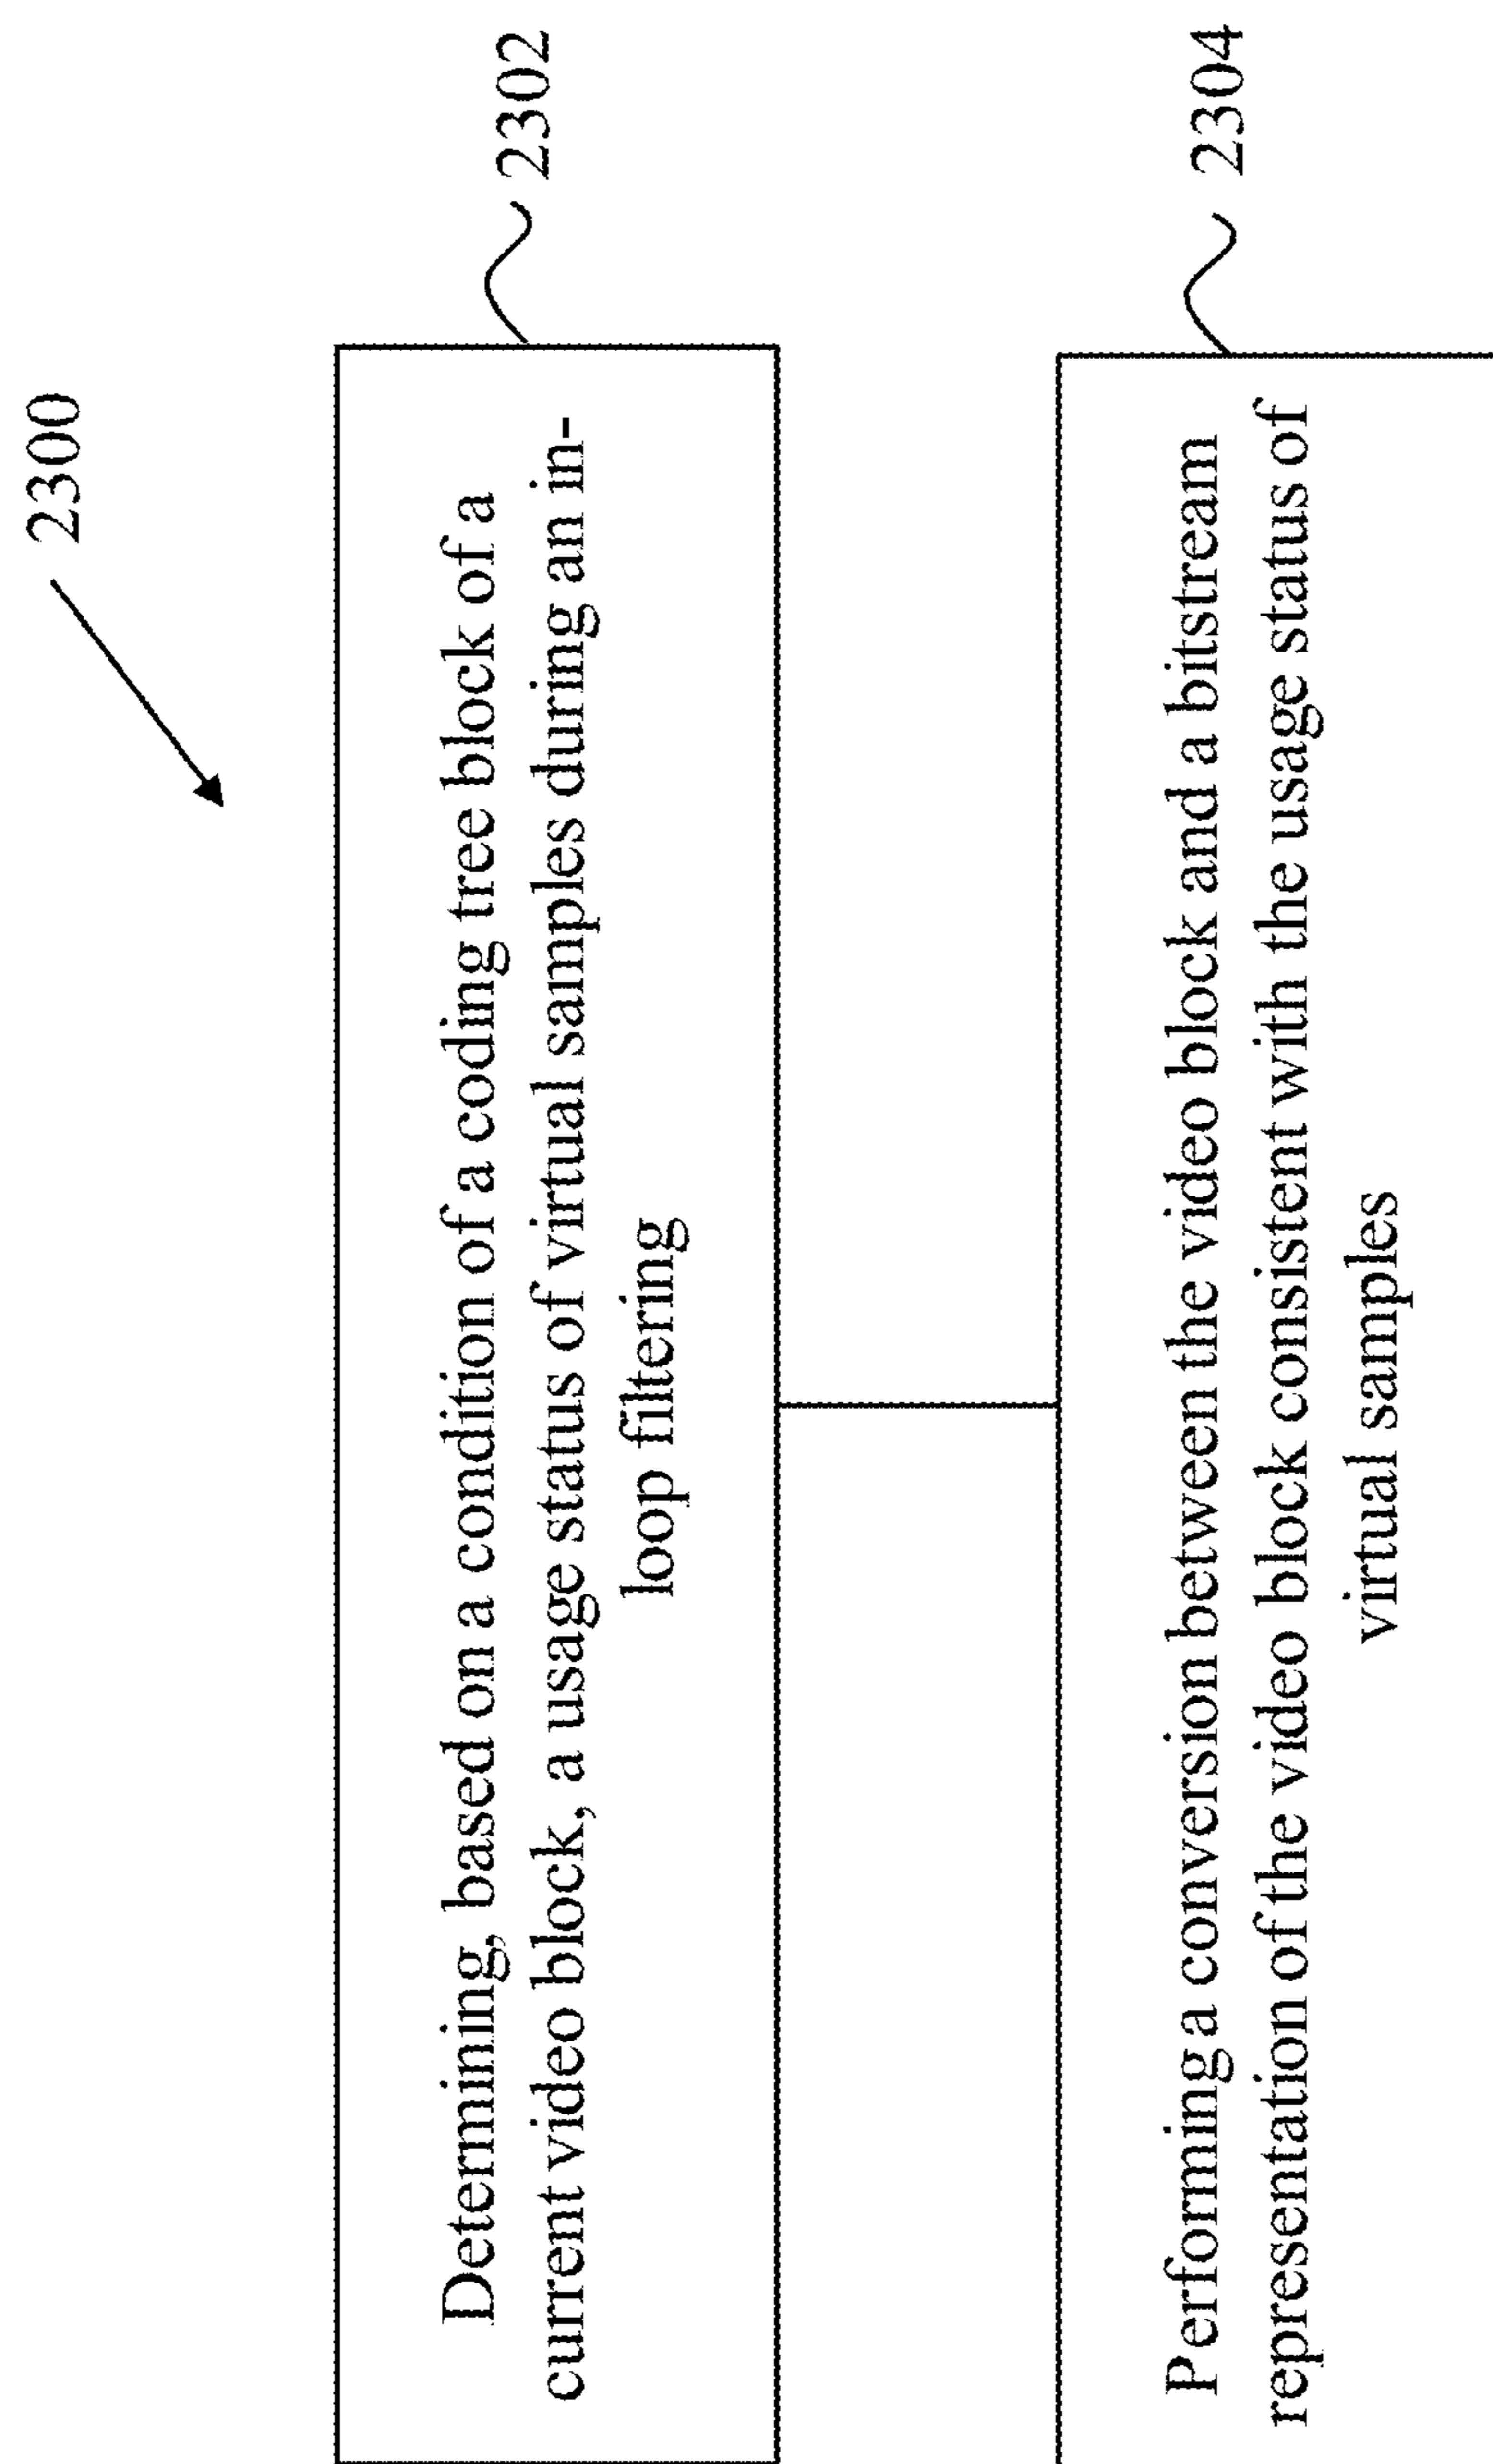 2300
Determining, based on a condition of a coding tree block of a
current video block, a usage status of virtual samples during an in-
loop filtering
2302
Performing a conversion between the video block and a bitstream
representation of the video block consistent with the usage status of
virtual samples
2304